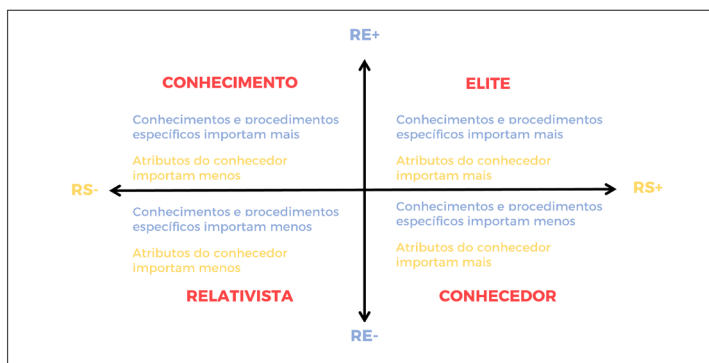 RE+
CONHECIMENTO
Conhecimentos e procedimentos
específicos importam mais
Atributos do conhecedor
importam menos
ELITE
Conhecimentos e procedimentos
específicos importam mais
Atributos do conhecedor
importam mais
RS-
RS+
Conhecimentos e procedimentos
específicos importam menos
Atributos do conhecedor
importam menos
RELATIVISTA
Conhecimentos e procedimentos
específicos importam menos
Atributos do conhecedor
importam mais
CONHECEDOR
RE-